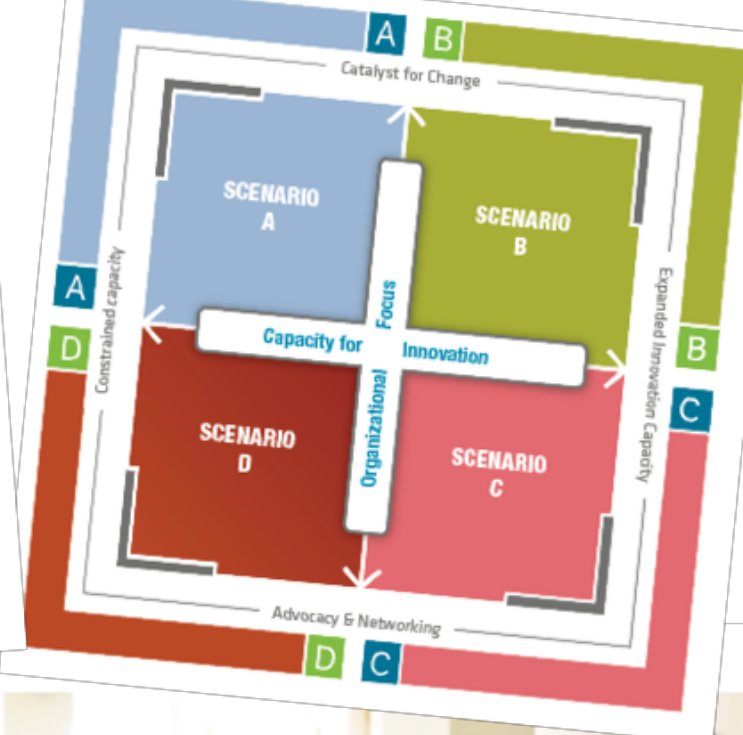 A B
Catalyst for Change
SCENARIO
A
SCENARIO
B
A
D
Constrained capacity
Expanded Innovation Capacity
B
C
Capacity for Innovation
Organizational Focus
SCENARIO
D
SCENARIO
C
Advocacy & Networking
D C